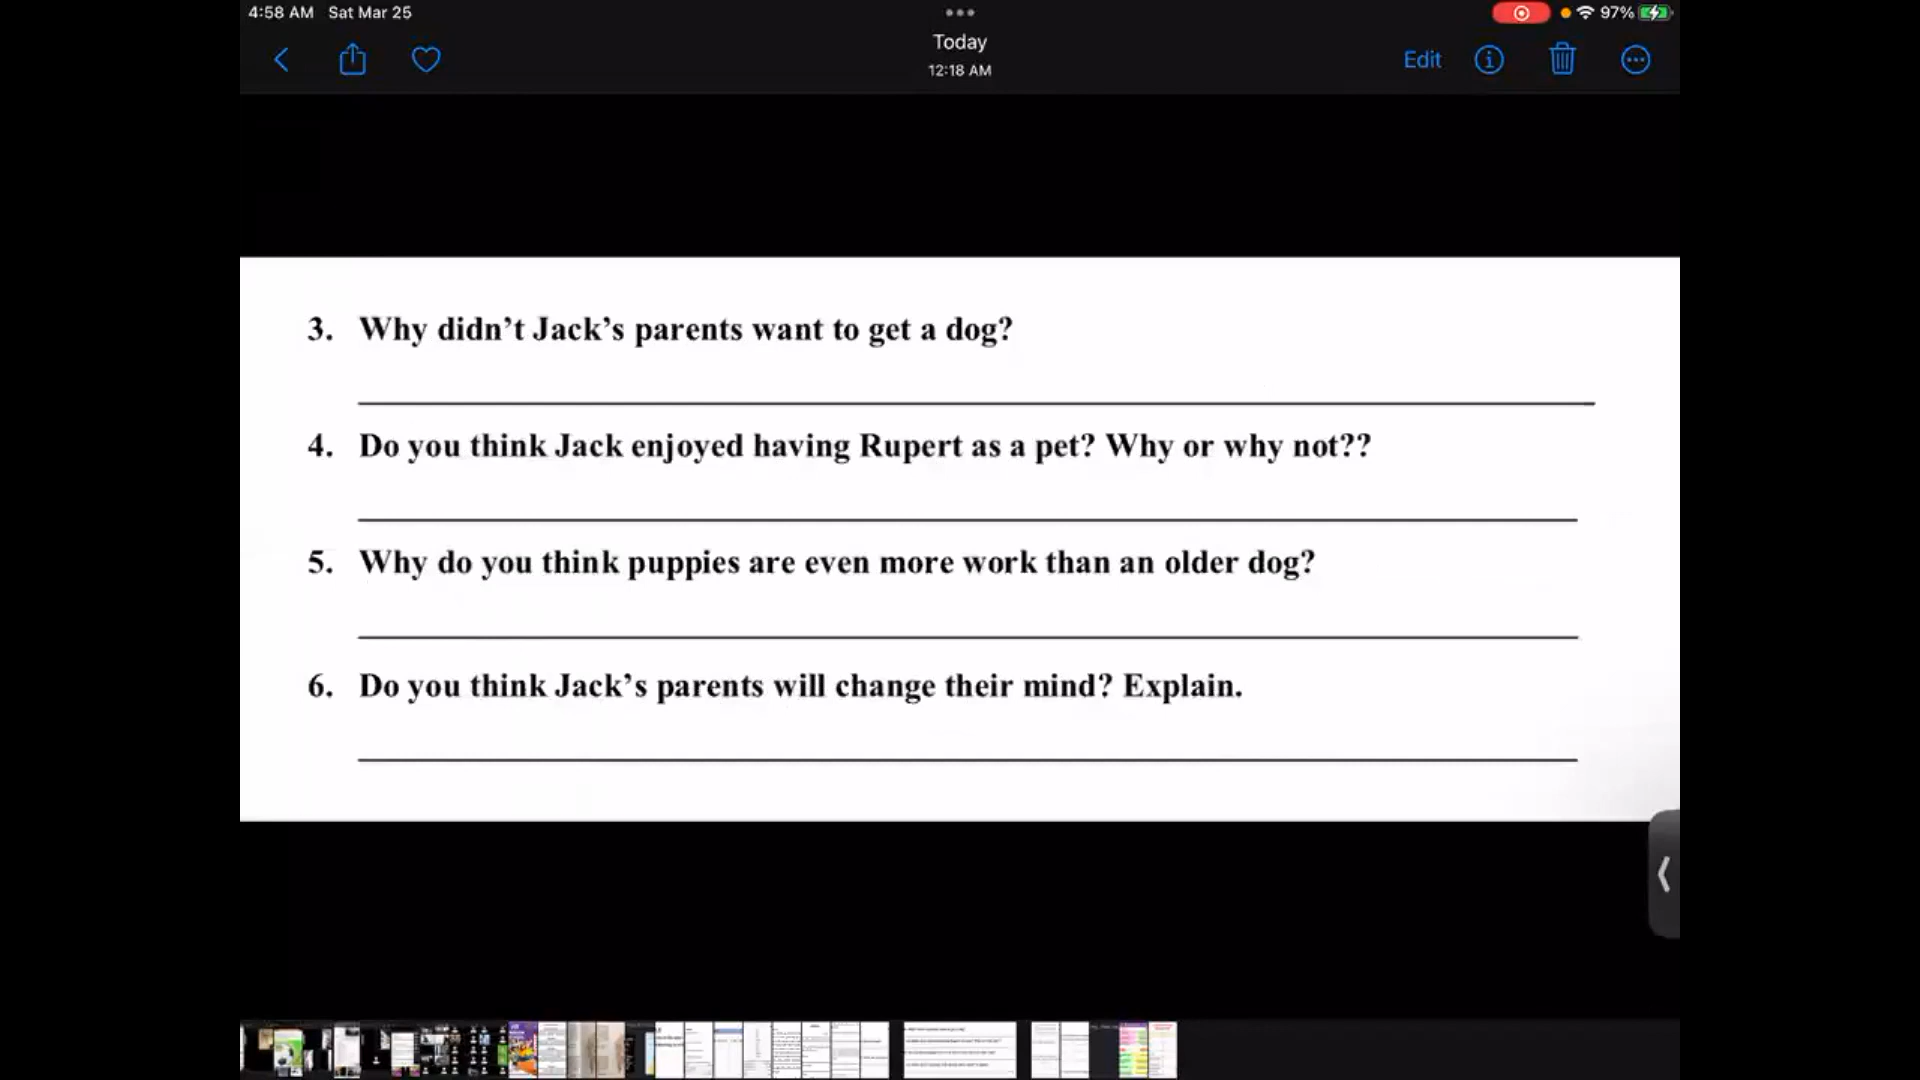 4:58 AM Sat Mar 25
97%
Today
12:18 AM
Edit
3. Why didn’t Jack’s parents want to get a dog?
4. Do you think Jack enjoyed having Rupert as a pet? Why or why not??
5. Why do you think puppies are even more work than an older dog?
6. Do you think Jack’s parents will change their mind? Explain.